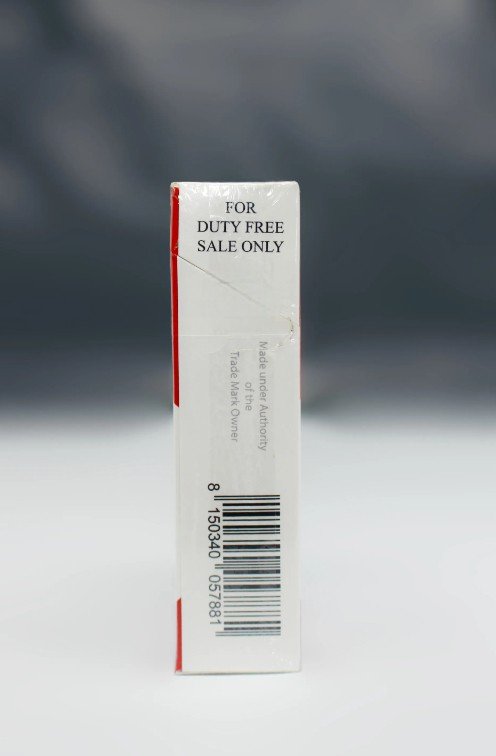 FOR
DUTY FREE
SALE ONLY
Made under Authority
of the
Trade Mark Owner
8 150340 057881